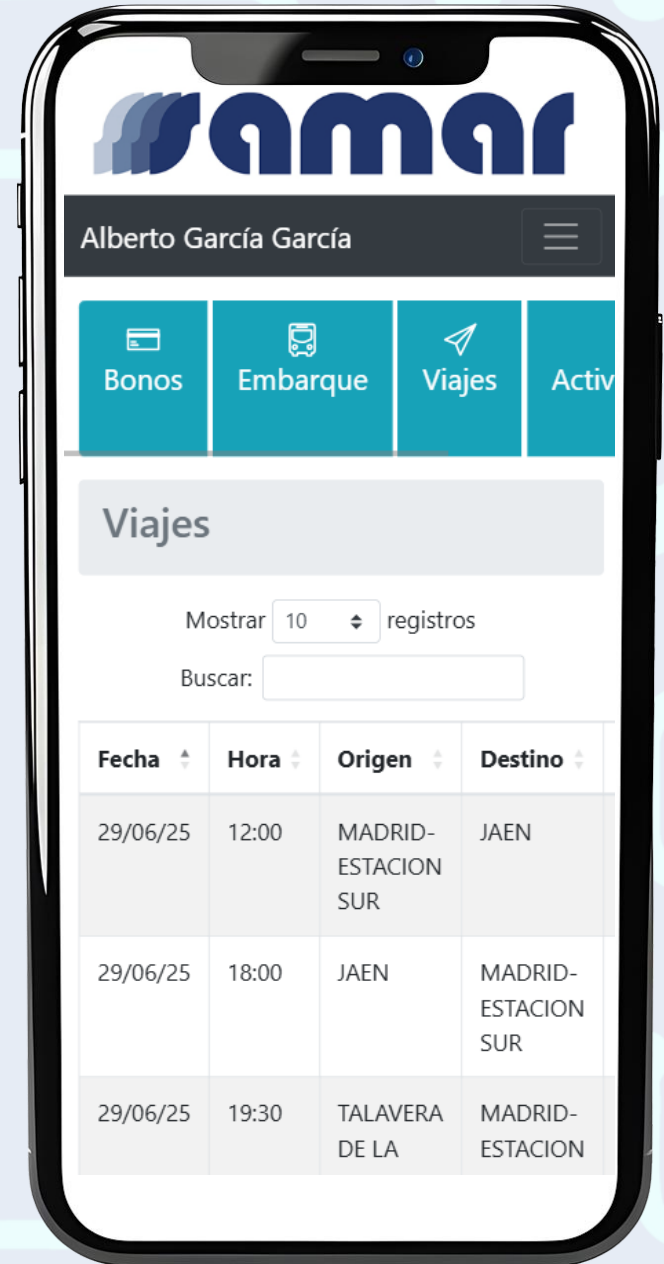 samar
Alberto García García
Bonos
Embarque
Viajes
Activ
Viajes
Mostrar 10 registros
Buscar:
Fecha Hora Origen Destino
29/06/25 12:00 MADRID- JAEN
ESTACION
SUR
29/06/25 18:00 JAEN MADRID-
ESTACION
SUR
29/06/25 19:30 TALAVERA MADRID-
DE LA ESTACION